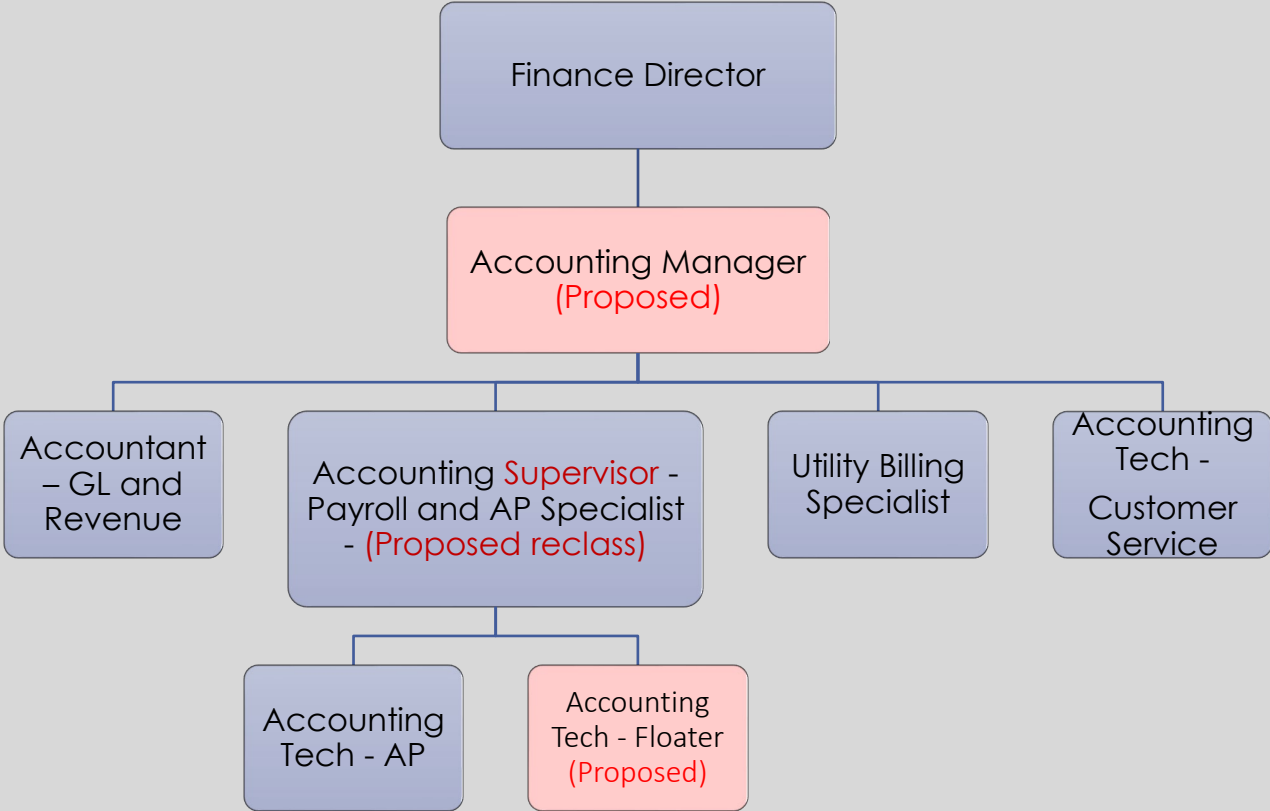 Finance Director
Accounting Manager
(Proposed)
Accountant
– GL and
Revenue
Accounting Supervisor -
Payroll and AP Specialist
- (Proposed reclass)
Utility Billing
Specialist
Accounting
Tech -
Customer
Service
Accounting
Tech - AP
Accounting
Tech - Floater
(Proposed)